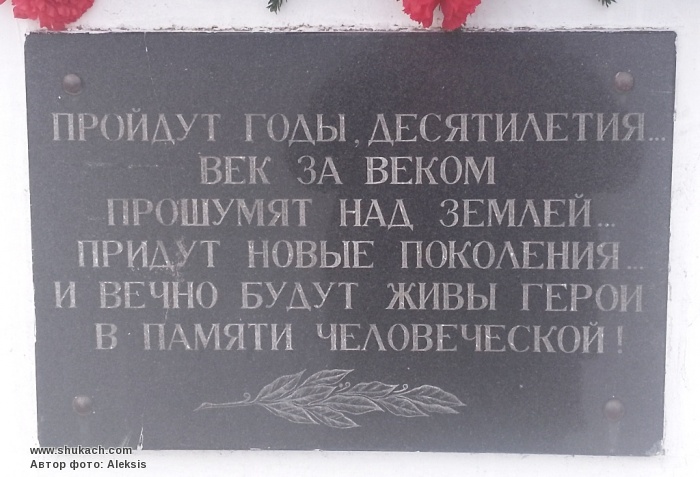 ПРОЙДУТ ГОДЫ, ДЕСЯТИЛЕТИЯ...
ВЕК ЗА ВЕКОМ
ПРОШУМЯТ НАД ЗЕМЛЕЙ...
ПРИДУТ НОВЫЕ ПОКОЛЕНИЯ...
И ВЕЧНО БУДУТ ЖИВЫ ГЕРОИ
В ПАМЯТИ ЧЕЛОВЕЧЕСКОЙ!
www.shukach.com
Автор фото: Aleksis